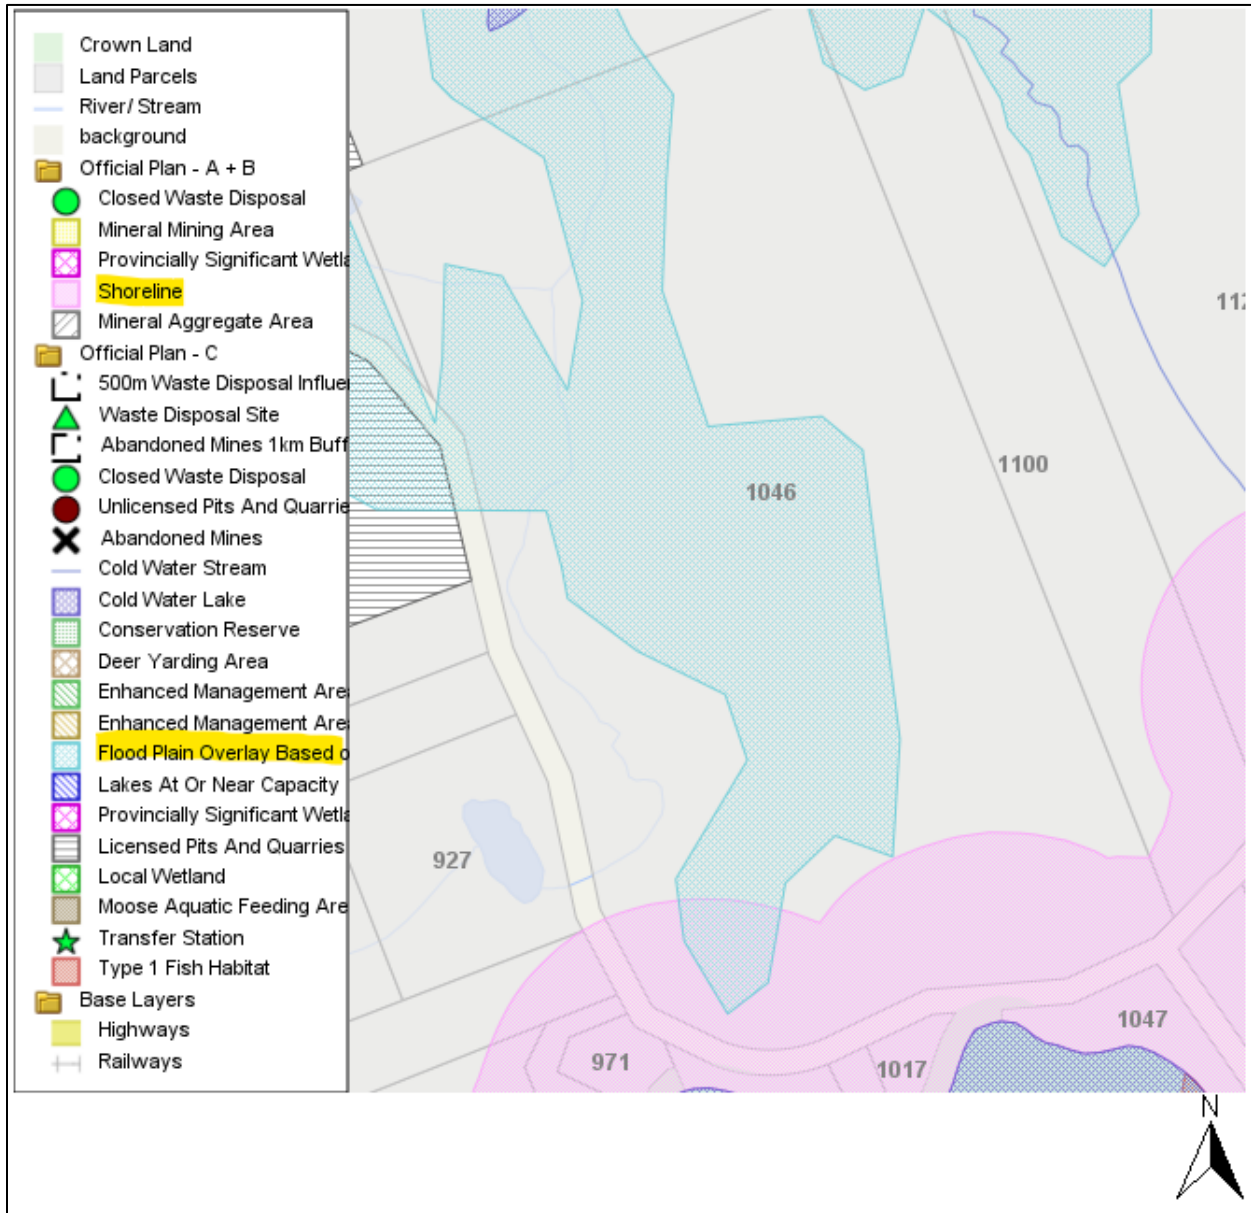 Crown Land
Land Parcels
River/ Stream
background
Official Plan - A + B
Closed Waste Disposal
Mineral Mining Area
Provincially Significant Wetla
Shoreline
Mineral Aggregate Area
Official Plan - C
500m Waste Disposal Influe
Waste Disposal Site
Abandoned Mines 1km Buff
Closed Waste Disposal
Unlicensed Pits And Quarrie
Abandoned Mines
Cold Water Stream
Cold Water Lake
Conservation Reserve
Deer Yarding Area
Enhanced Management Area
Enhanced Management Area
Flood Plain Overlay Based o
Lakes At Or Near Capacity
Provincially Significant Wetla
Licensed Pits And Quarries
Local Wetland
Moose Aquatic Feeding Are
Transfer Station
Type 1 Fish Habitat
Base Layers
Highways
Railways
1046
1100
927
971
1017
1047
N